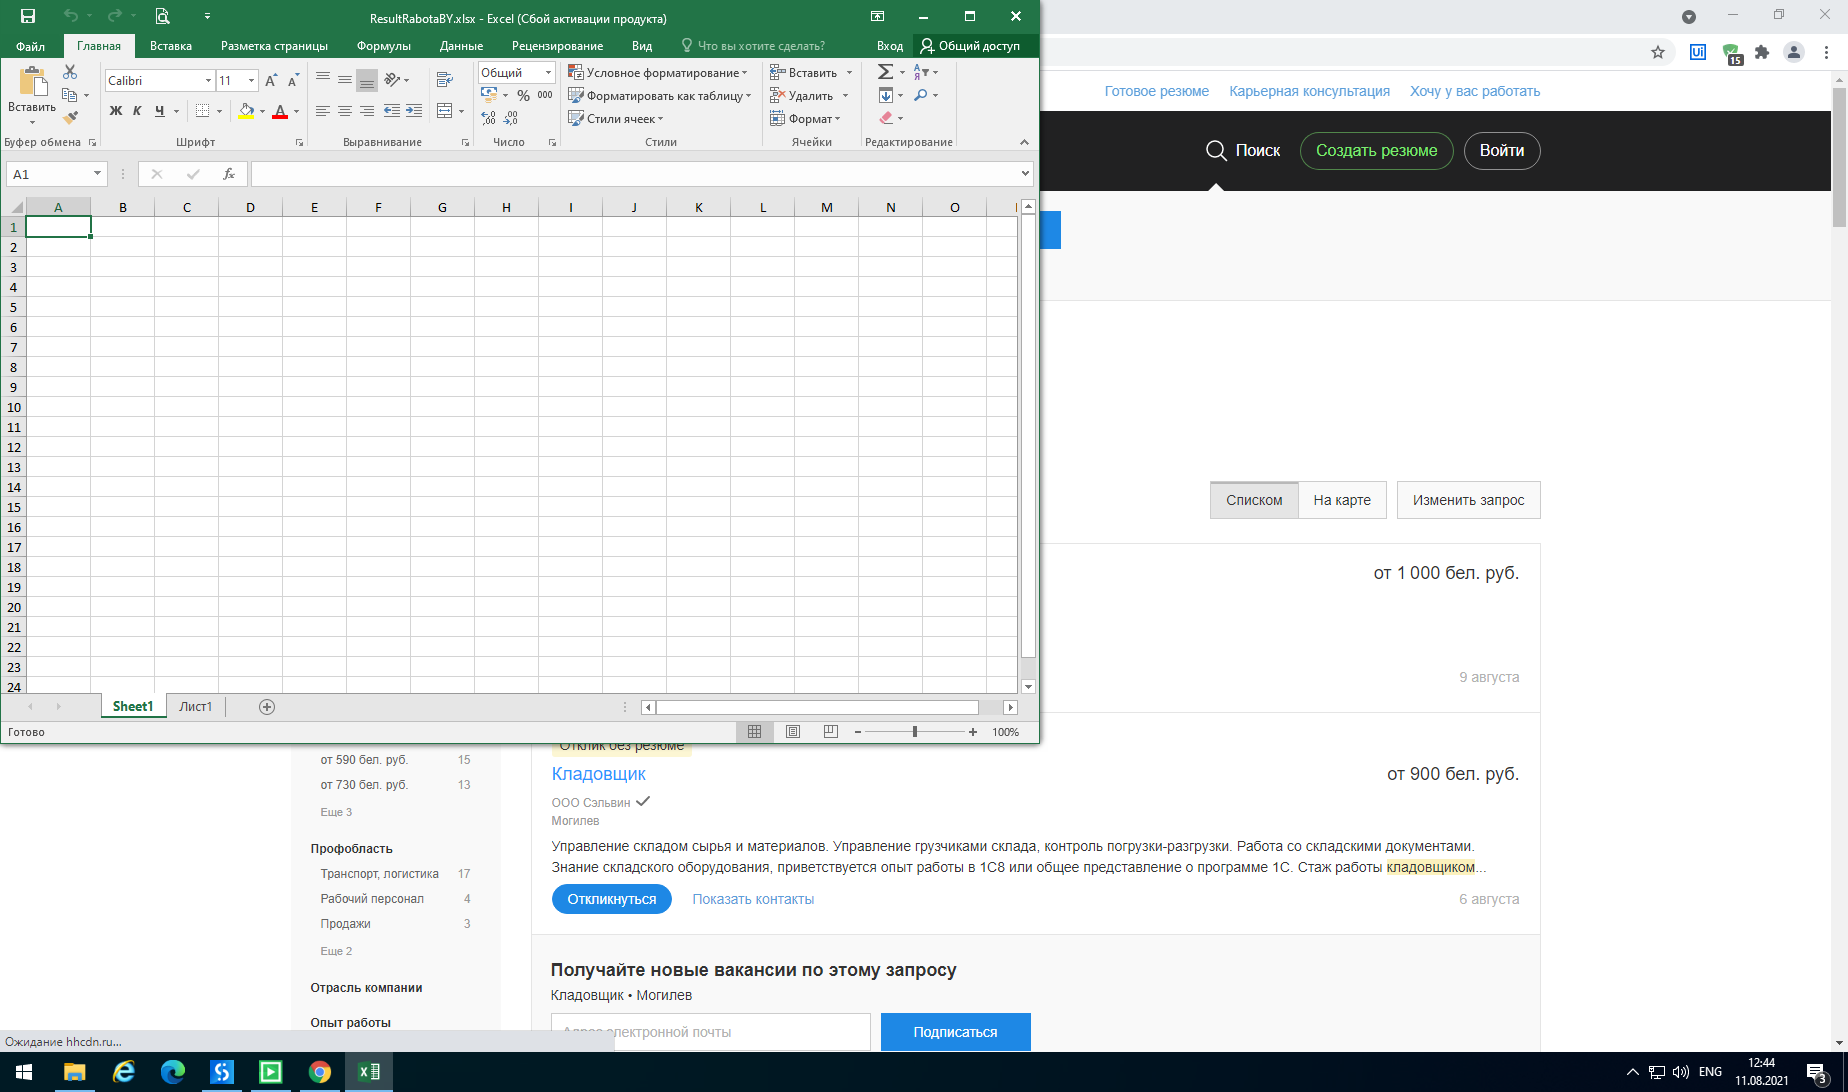 ResultRabotaBY.xlsx - Excel (Сбой активации продукта)
Файл Главная Вставка Разметка страницы Формулы Данные Рецензирование Вид Что вы хотите сделать? Вход Общий доступ
Вставить
Calibri 11
Ж К Ч А
Общий
% 000
Условное форматирование
Форматировать как таблицу
Стили ячеек
Вставить
Удалить
Формат
Буфер обмена Шрифт Выравнивание Число Стили Ячейки Редактирование
A1 fx
A B C D E F G H I J K L M N O
1
2
3
4
5
6
7
8
9
10
11
12
13
14
15
16
17
18
19
20
21
22
23
24
Sheet1 Лист1
Готово 100%
15
Готовое резюме Карьерная консультация Хочу у вас работать
Поиск Создать резюме Войти
Списком На карте Изменить запрос
от 1 000 бел. руб.
9 августа
от 590 бел. руб. 15
от 730 бел. руб. 13
Еще 3
Профобласть
Транспорт, логистика 17
Рабочий персонал 4
Продажи 3
Еще 2
Отрасль компании
Опыт работы
Отклик без резюме
Кладовщик от 900 бел. руб.
ООО Сэльвин
Могилев
Управление складом сырья и материалов. Управление грузчиками склада, контроль погрузки-разгрузки. Работа со складскими документами.
Знание складского оборудования, приветствуется опыт работы в 1С8 или общее представление о программе 1С. Стаж работы кладовщиком...
Откликнуться Показать контакты 6 августа
Получайте новые вакансии по этому запросу
Кладовщик • Могилев
Адрес электронной почты Подписаться
Ожидание hhcdn.ru...
ENG 12:44
11.08.2021 3